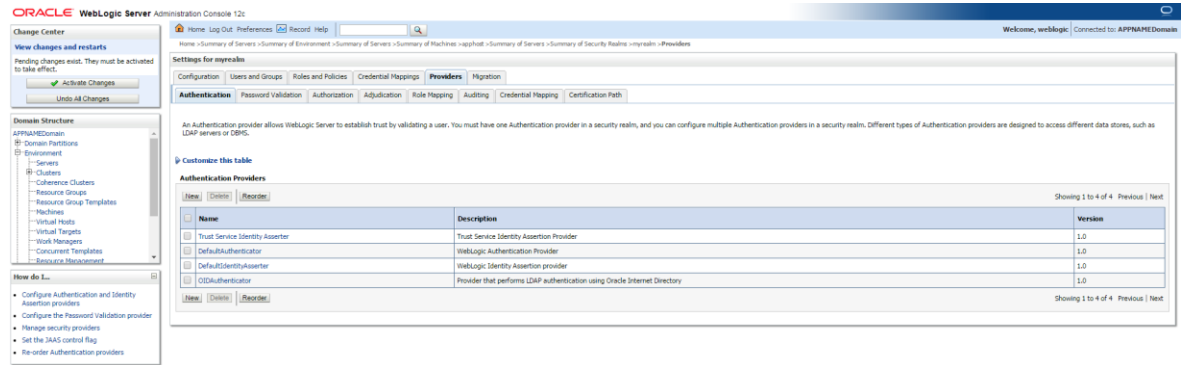 ORACLE WebLogic Server Administration Console 12c
Change Center
View changes and restarts
Pending changes exist. They must be activated
to take effect.
Activate Changes
Undo All Changes
Domain Structure
APPNAMEDomain
Domain Partitions
Environment
Servers
Clusters
Coherence Clusters
Resource Groups
Resource Group Templates
Machines
Virtual Hosts
Virtual Targets
Work Managers
Concurrent Templates
Resource Management
How do I...
Configure Authentication and Identity
Assertion providers
Configure the Password Validation provider
Manage security providers
Set the JAAS control flag
Re-order Authentication providers
Home Log Out Preferences Record Help
Welcome, weblogic Connected to: APPNAMEDomain
Home >Summary of Servers >Summary of Environment >Summary of Servers >Summary of Machines >apphost >Summary of Servers >Summary of Security Realms >myrealm >Providers
Settings for myrealm
Configuration Users and Groups Roles and Policies Credential Mappings Providers Migration
Authentication Password Validation Authorization Adjudication Role Mapping Auditing Credential Mapping Certification Path
An Authentication provider allows WebLogic Server to establish trust by validating a user. You must have one Authentication provider in a security realm, and you can configure multiple Authentication providers in a security realm. Different types of Authentication providers are designed to access different data stores, such as
LDAP servers or DBMS.
Customize this table
Authentication Providers
New Delete Reorder Showing 1 to 4 of 4 Previous | Next
Name Description Version
Trust Service Identity Asserter Trust Service Identity Assertion Provider 1.0
DefaultAuthenticator WebLogic Authentication Provider 1.0
DefaultIdentityAsserter WebLogic Identity Assertion provider 1.0
OIDAuthenticator Provider that performs LDAP authentication using Oracle Internet Directory 1.0
New Delete Reorder Showing 1 to 4 of 4 Previous | Next